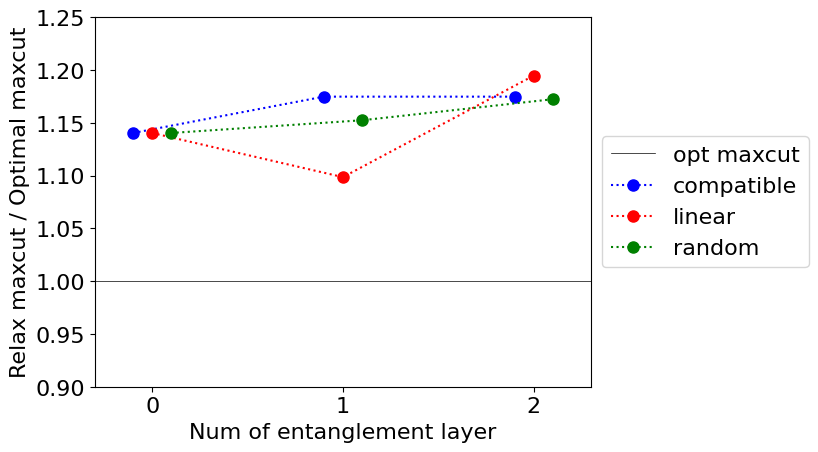 Relax maxcut / Optimal maxcut
1.25
1.20
1.15
1.10
1.05
1.00
0.95
0.90
0
1
2
Num of entanglement layer
opt maxcut
compatible
linear
random